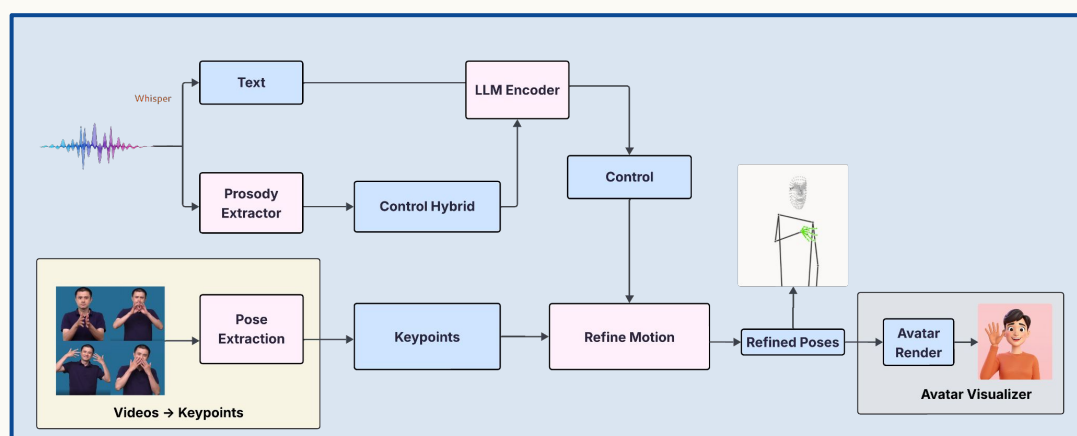 Whisper
Text
LLM Encoder
Prosody
Extractor
Control Hybrid
Control
Pose
Extraction
Keypoints
Refine Motion
Refined Poses
Avatar
Render
Videos → Keypoints
Avatar Visualizer